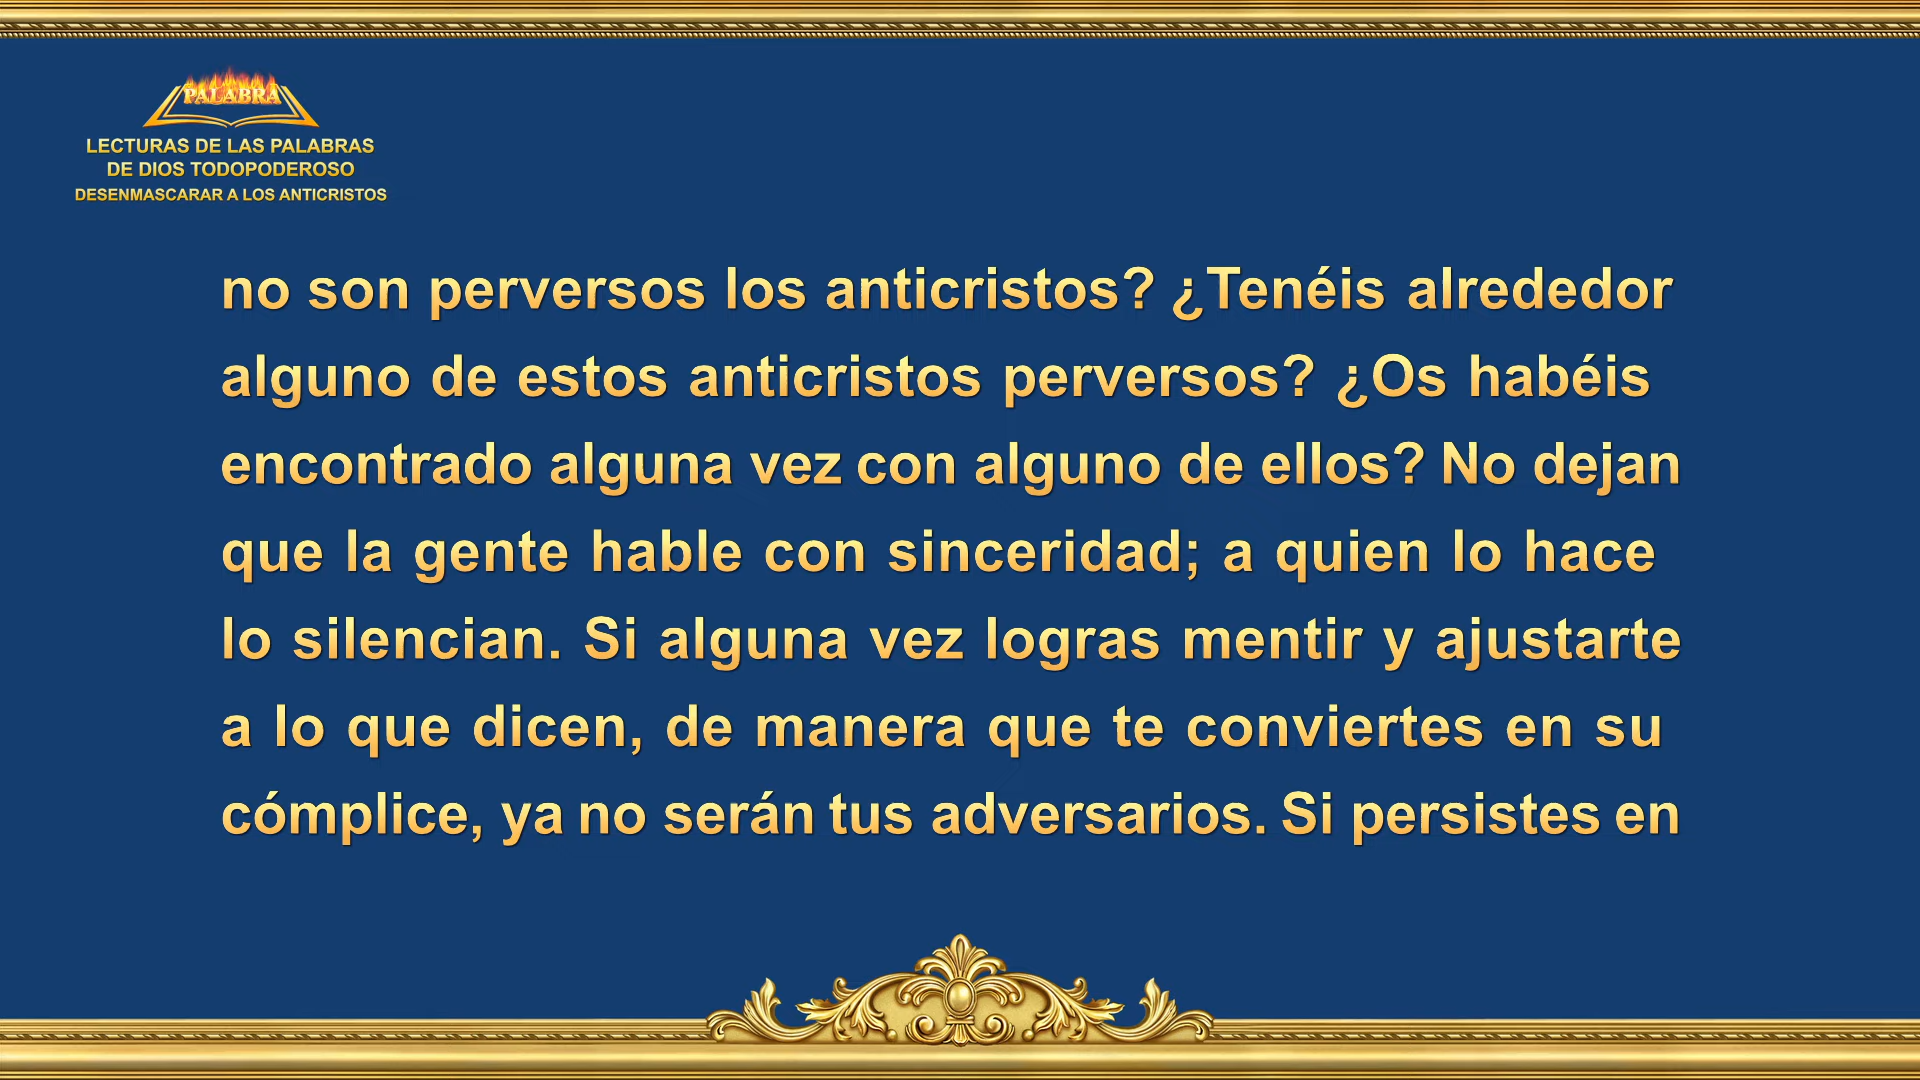 PALABRA
LECTURAS DE LAS PALABRAS
DE DIOS TODOPODEROSO
DESENMASCARAR A LOS ANTICRISTOS
no son perversos los anticristos? ¿Tenéis alrededor
alguno de estos anticristos perversos? ¿Os habéis
encontrado alguna vez con alguno de ellos? No dejan
que la gente hable con sinceridad; a quien lo hace
lo silencian. Si alguna vez logras mentir y ajustarte
a lo que dicen, de manera que te conviertes en su
cómplice, ya no serán tus adversarios. Si persistes en